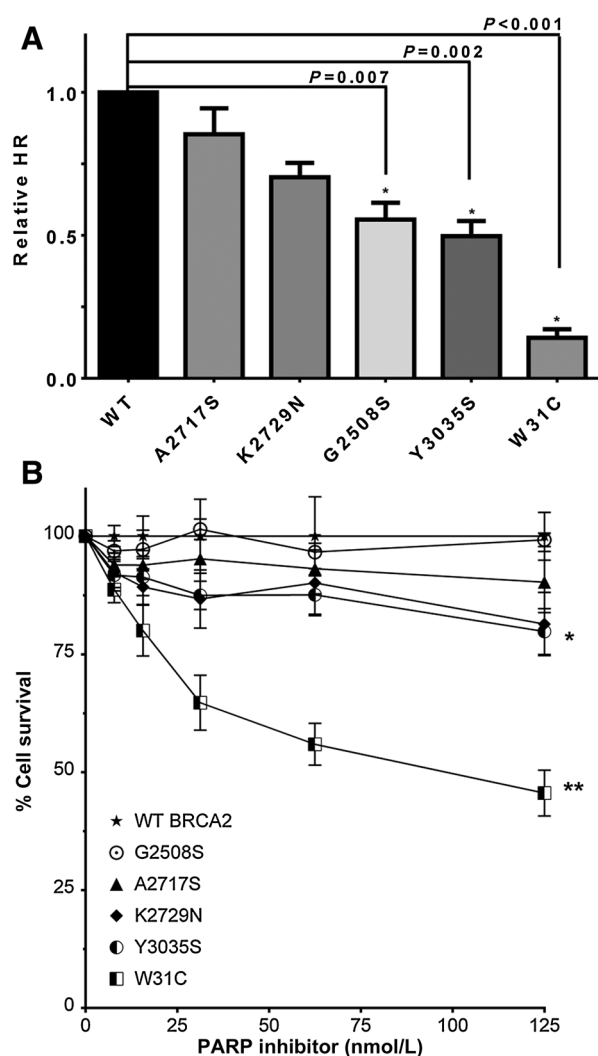 A
P<0.001
P=0.002
P=0.007
Relative HR
1.0
0.5
0.0
*
*
*
WT
A2717S
K2729N
G2508S
Y3035S
W31C
B
% Cell survival
100
75
50
25
0
*
**
WT BRCA2
G2508S
A2717S
K2729N
Y3035S
W31C
0 25 50 75 100 125
PARP inhibitor (nmol/L)